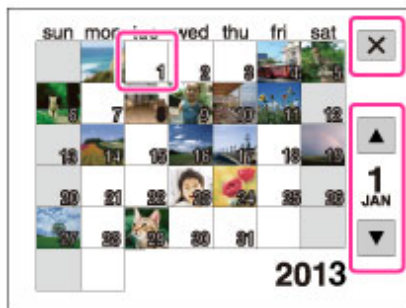 sun mon tue wed thu fri sat
1 2 3 4 5
6 7 8 9 10 11 12
13 14 15 16 17 18 19
20 21 22 23 24 25 26
27 28 29 30 31
1
JAN
2013